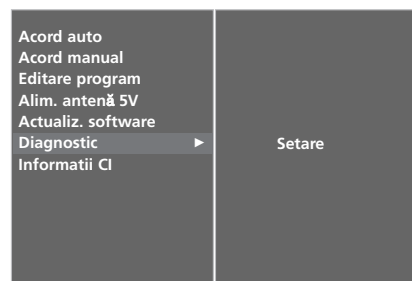 Acord auto
Acord manual
Editare program
Alim. antenă 5V
Actualiz. software
Diagnostic ►
Setare
Informatii CI